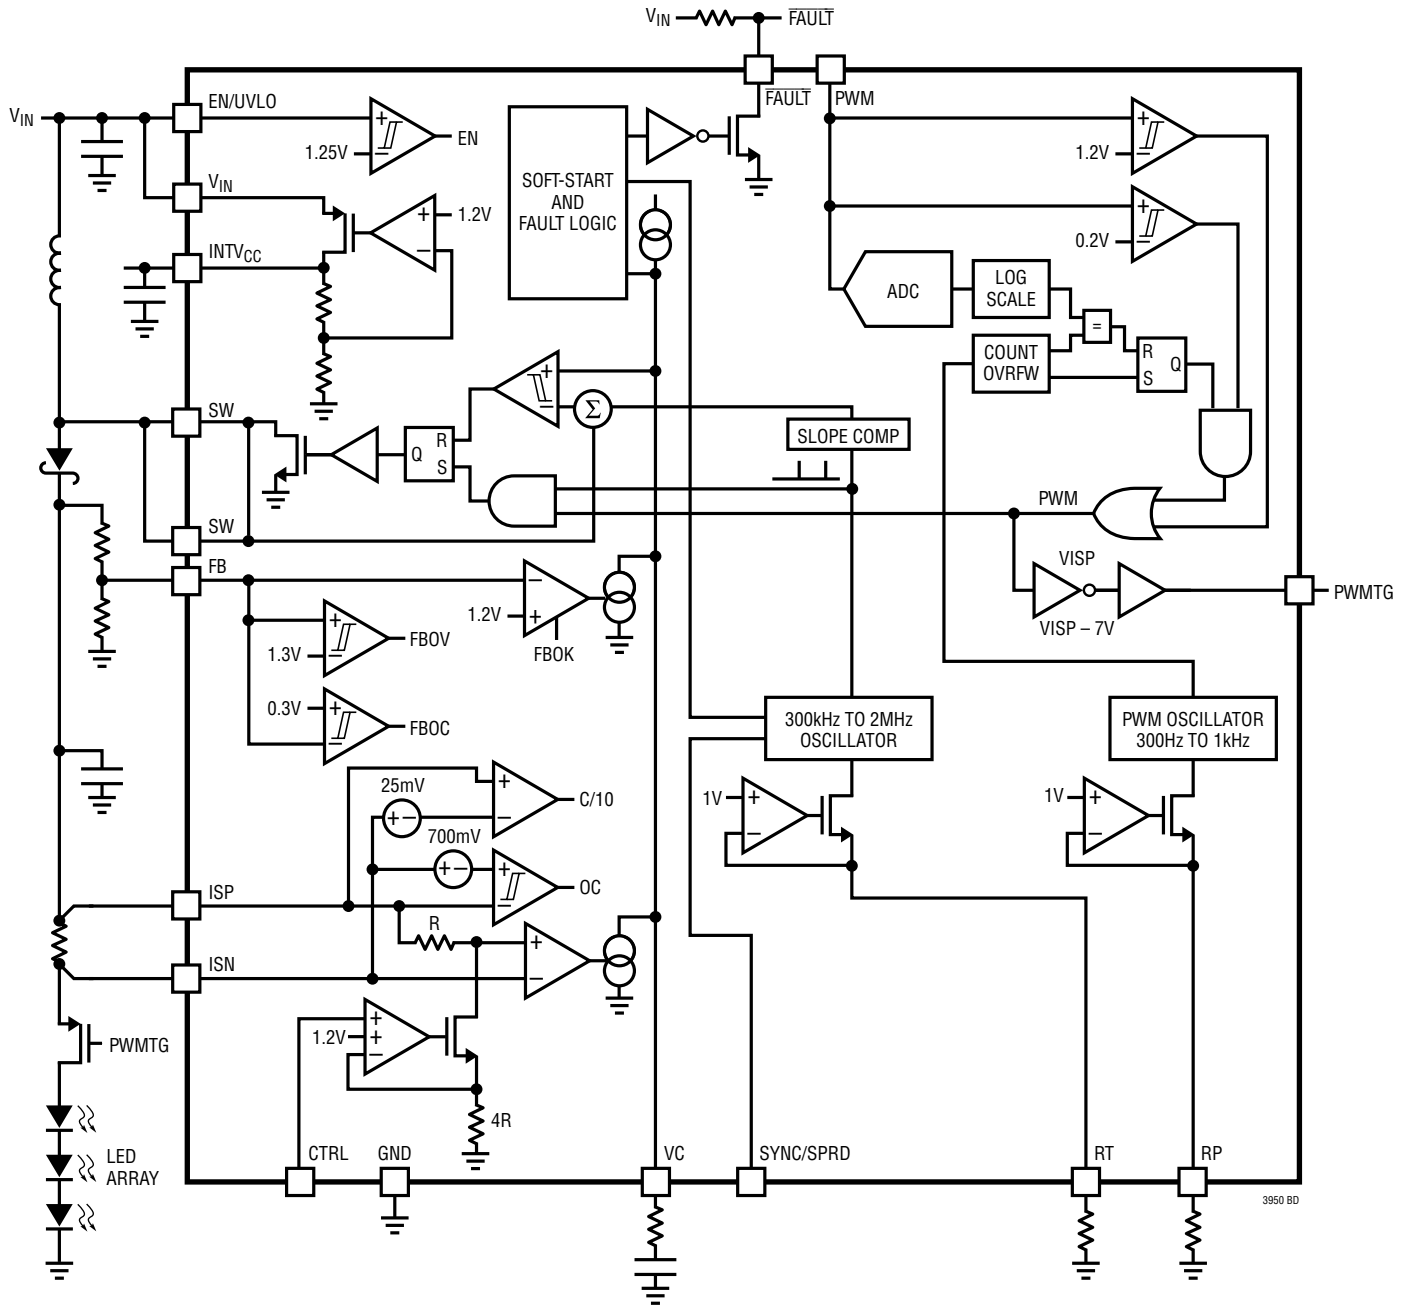 VIN
FAULT
FAULT
PWM
EN/UVLO
VIN
+
1.25V
−
EN
VIN
+
1.2V
−
INTVCC
SOFT-START
AND
FAULT LOGIC
+
1.2V
−
+
0.2V
−
ADC
LOG
SCALE
=
COUNT
OVRFW
R
S
Q
SW
+
−
Σ
SLOPE COMP
Q
R
S
PWM
SW
FB
−
1.2V
+
FBOK
VISP
VISP – 7V
PWMTG
+
1.3V
−
FBOV
0.3V
+
−
FBOC
300kHz TO 2MHz
OSCILLATOR
PWM OSCILLATOR
300Hz TO 1kHz
25mV
+ −
+
−
C/10
700mV
+ −
+
−
OC
1V
+
−
1V
+
−
ISP
R
+
−
ISN
1.2V
+
+
−
PWMTG
4R
LED
ARRAY
CTRL
GND
VC
SYNC/SPRD
RT
RP
3950 BD